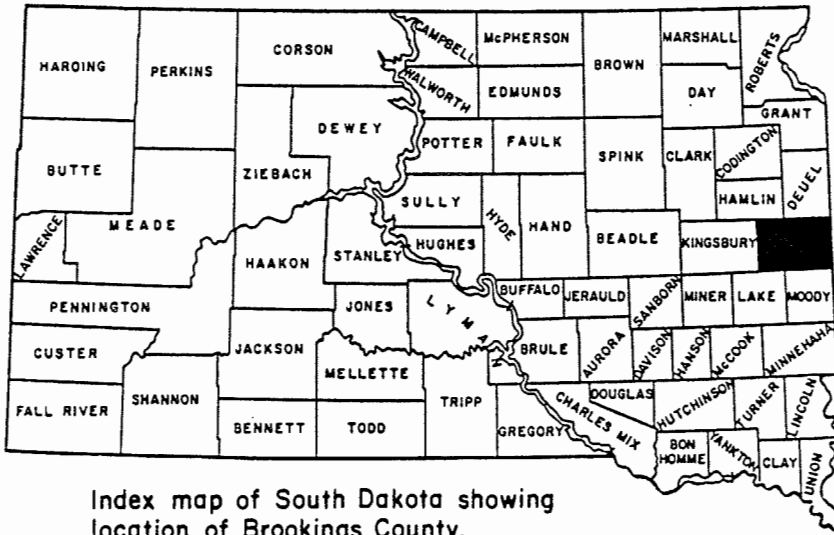 HARDING
PERKINS
CORSON
CAMPBELL
McPHERSON
BROWN
MARSHALL
ROBERTS
WALWORTH
EDMUNDS
DAY
DEWEY
GRANT
BUTTE
ZIEBACH
POTTER
FAULK
SPINK
CLARK
CODINGTON
DEUEL
HAMLIN
MEADE
SULLY
HYDE
HAND
LAWRENCE
STANLEY
HUGHES
BEADLE
KINGSBURY
HAAKON
PENNINGTON
JONES
LYMAN
BUFFALO
JERAULD
SANBORN
MINER
LAKE
MOODY
CUSTER
JACKSON
BRULE
AURORA
DAVISON
HANSON
McCOOK
MINNEHAHA
MELLETTE
FALL RIVER
SHANNON
TRIPP
DOUGLAS
HUTCHINSON
TURNER
LINCOLN
BENNETT
TODD
GREGORY
CHARLES MIX
BON
HOMME
YANKTON
CLAY
UNION
Index map of South Dakota showing
location of Brookings County.